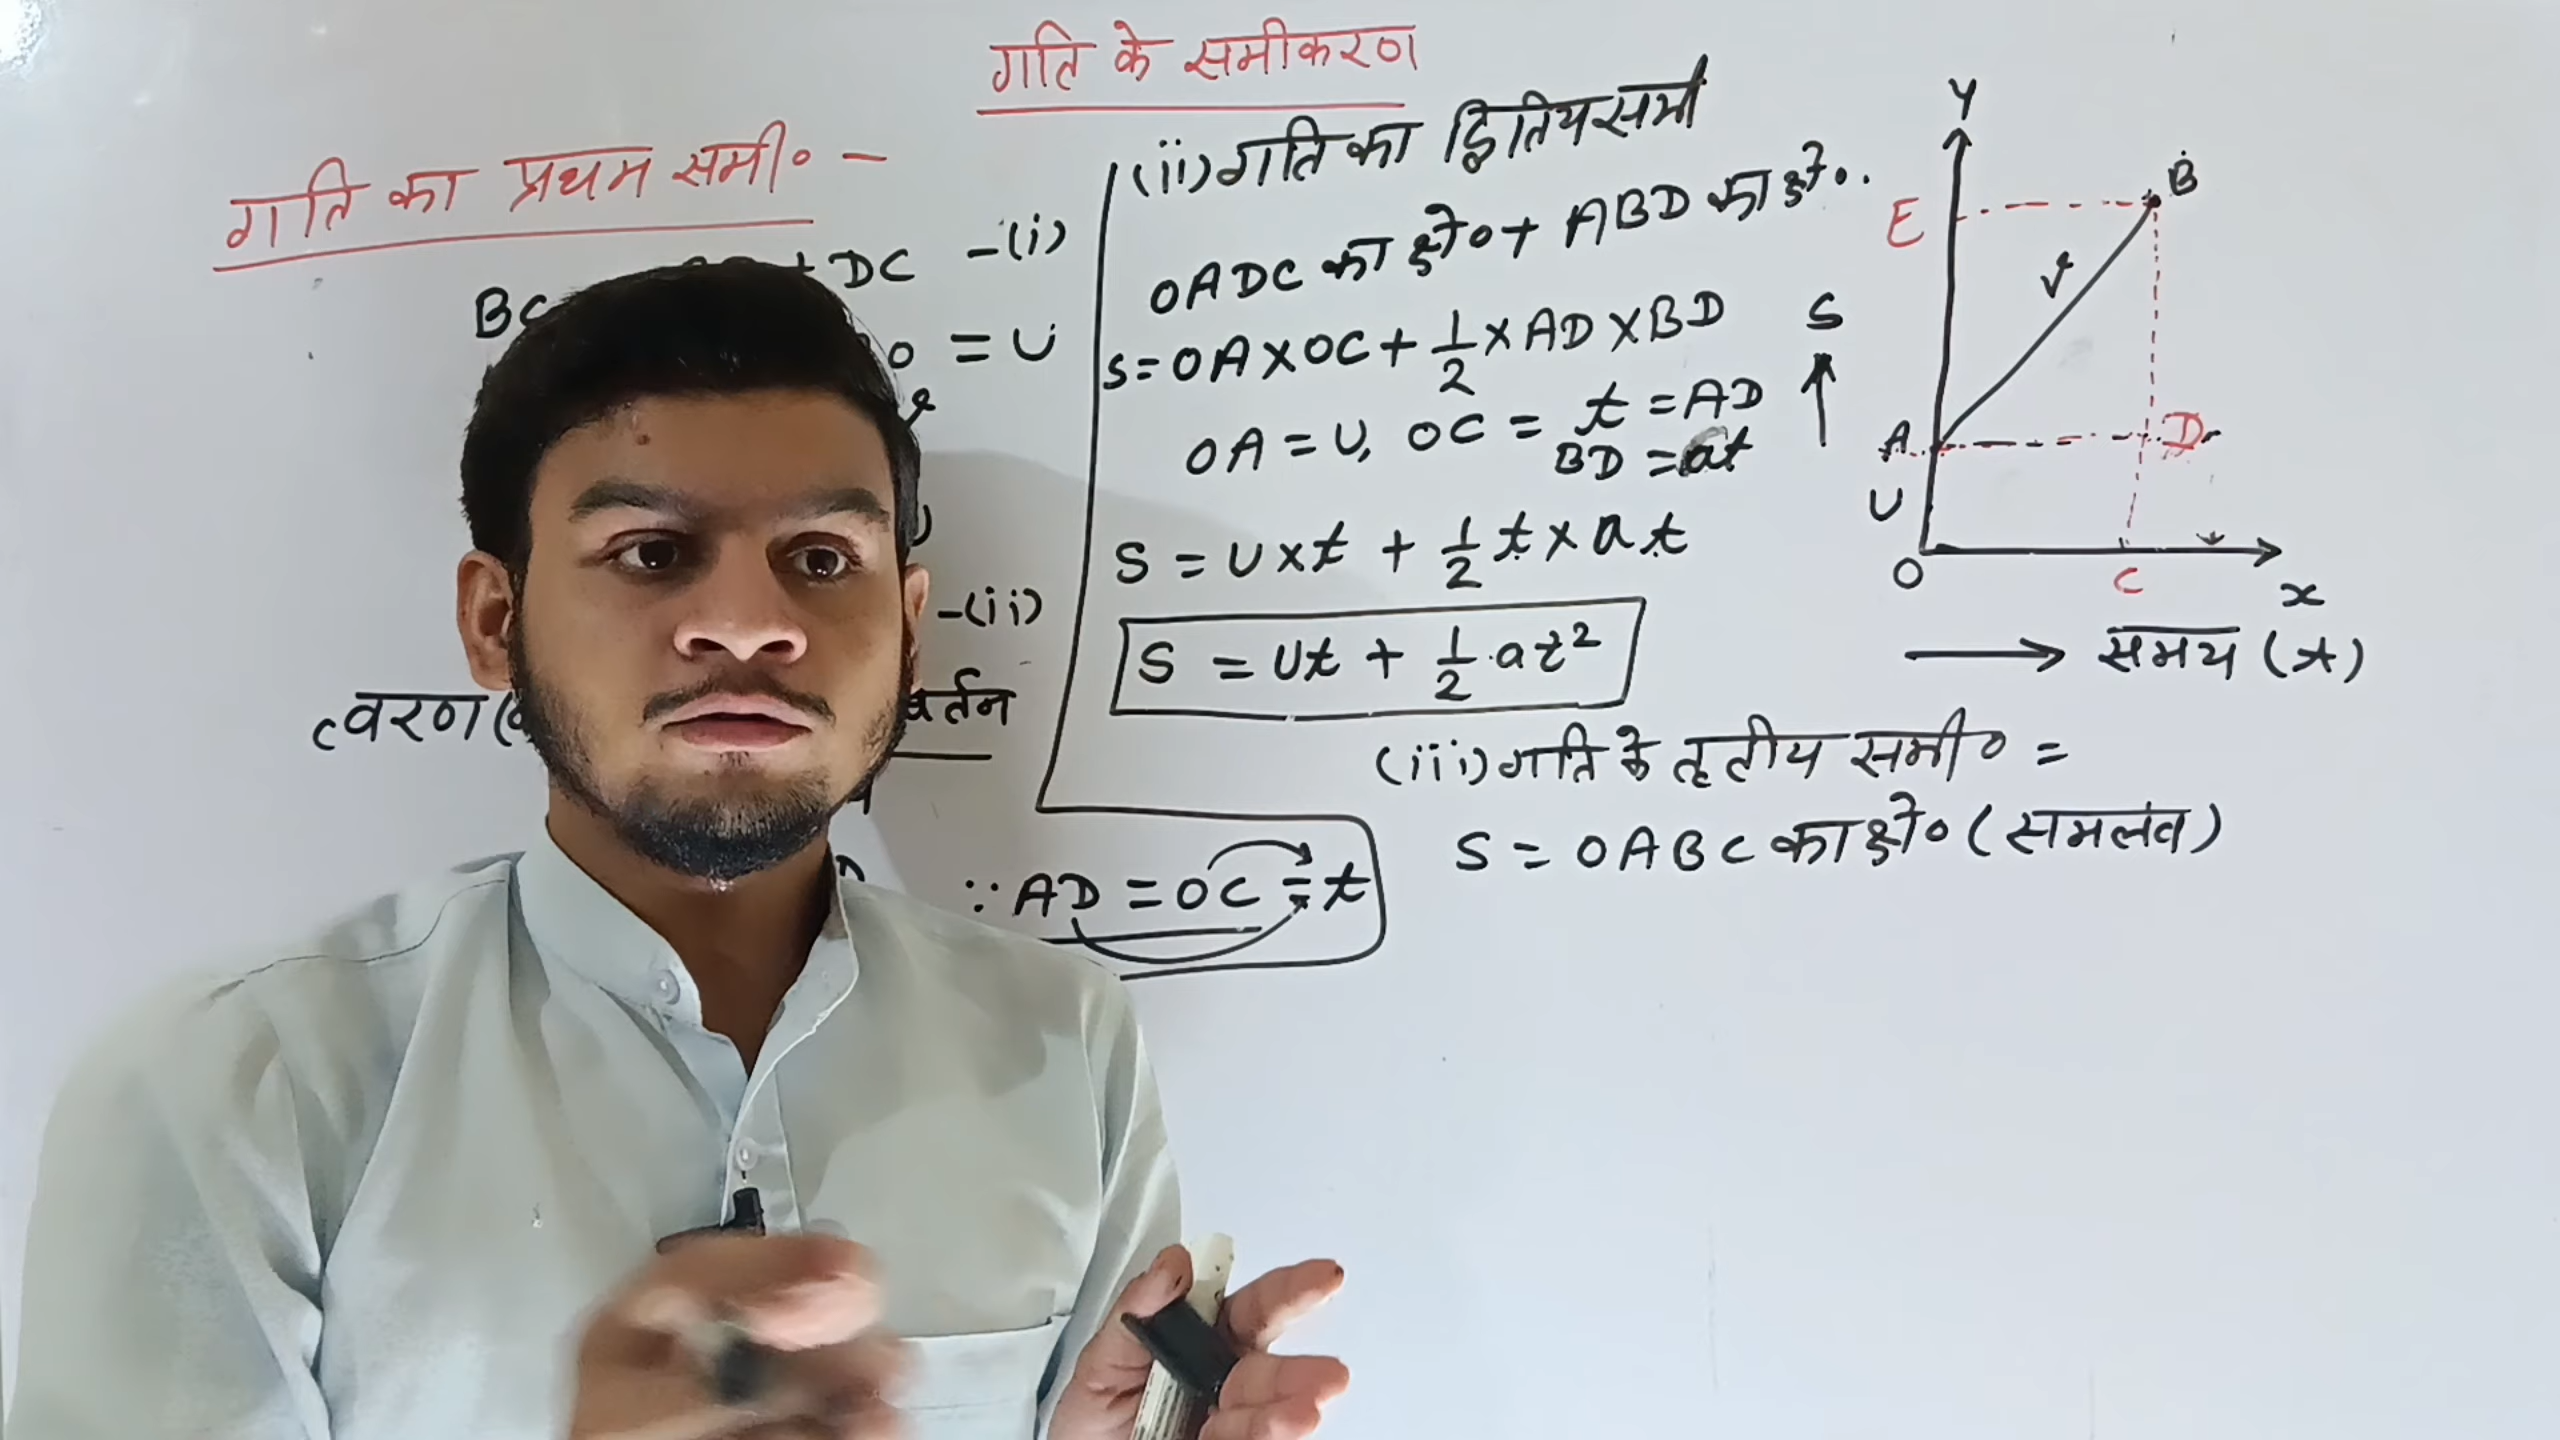 गति के समीकरण
गति का प्रथम समी० –
BC + DC –(i)
= U
–(ii)
त्वरण(
∵ AD = OC = t
(ii) गति का द्वितिय समी
OADC का क्षे०+ ABD का क्षे०.
S=OA×OC+ 1/2 ×AD×BD
OA = U, OC = t =AD
BD =at
S = U×t + 1/2 t×at
S = Ut + 1/2 at²
(iii) गति के तृतीय समी० =
S = OABC का क्षे० (समलंव)
Y
B
E
v
S
A
D
U
O
C
x
समय (t)